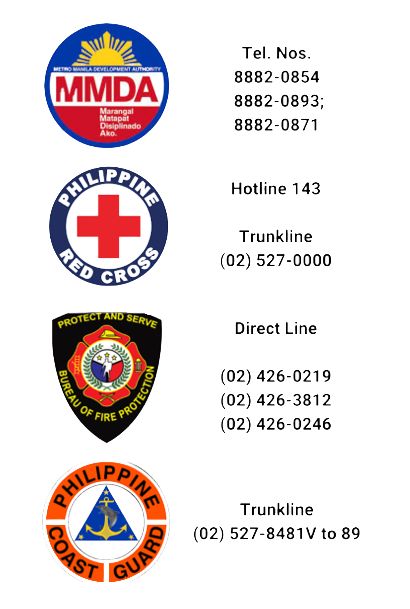 METRO MANILA DEVELOPMENT AUTHORITY
MMDA
Marangal
Matapat
Disiplinado
Ako.
Tel. Nos.
8882-0854
8882-0893;
8882-0871
PHILIPPINE
RED CROSS
Hotline 143
Trunkline
(02) 527-0000
PROTECT AND SERVE
BUREAU OF FIRE PROTECTION
Direct Line
(02) 426-0219
(02) 426-3812
(02) 426-0246
PHILIPPINE
COAST GUARD
Trunkline
(02) 527-8481V to 89